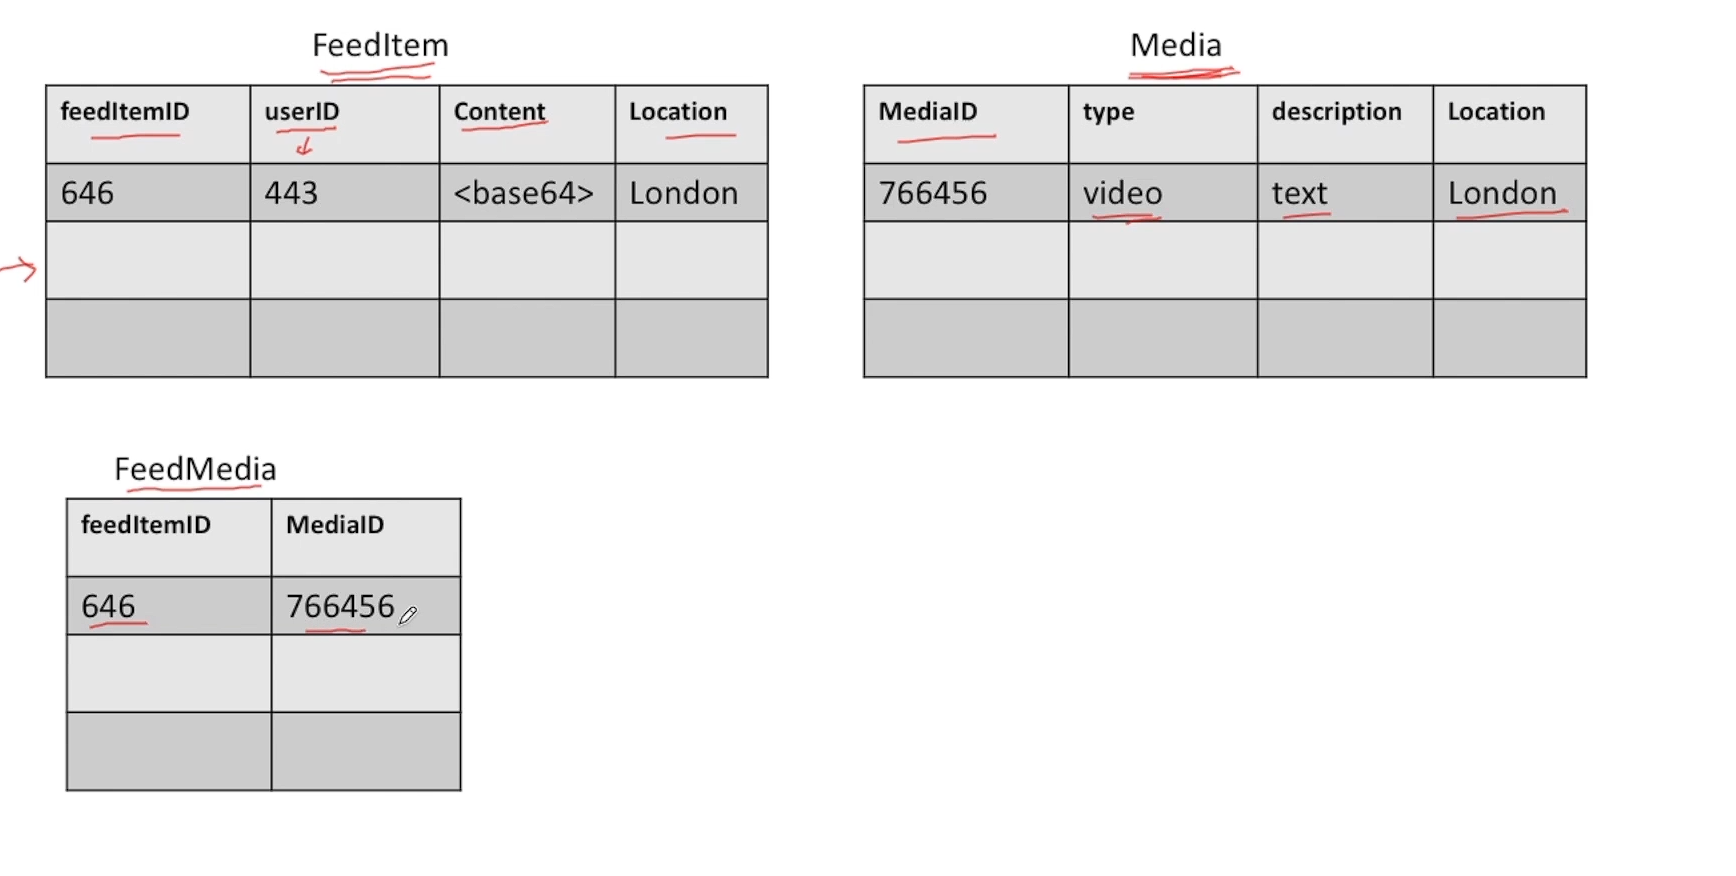 FeedItem
feedItemID userID Content Location
646 443 <base64> London
Media
MediaID type description Location
766456 video text London
FeedMedia
feedItemID MediaID
646 766456